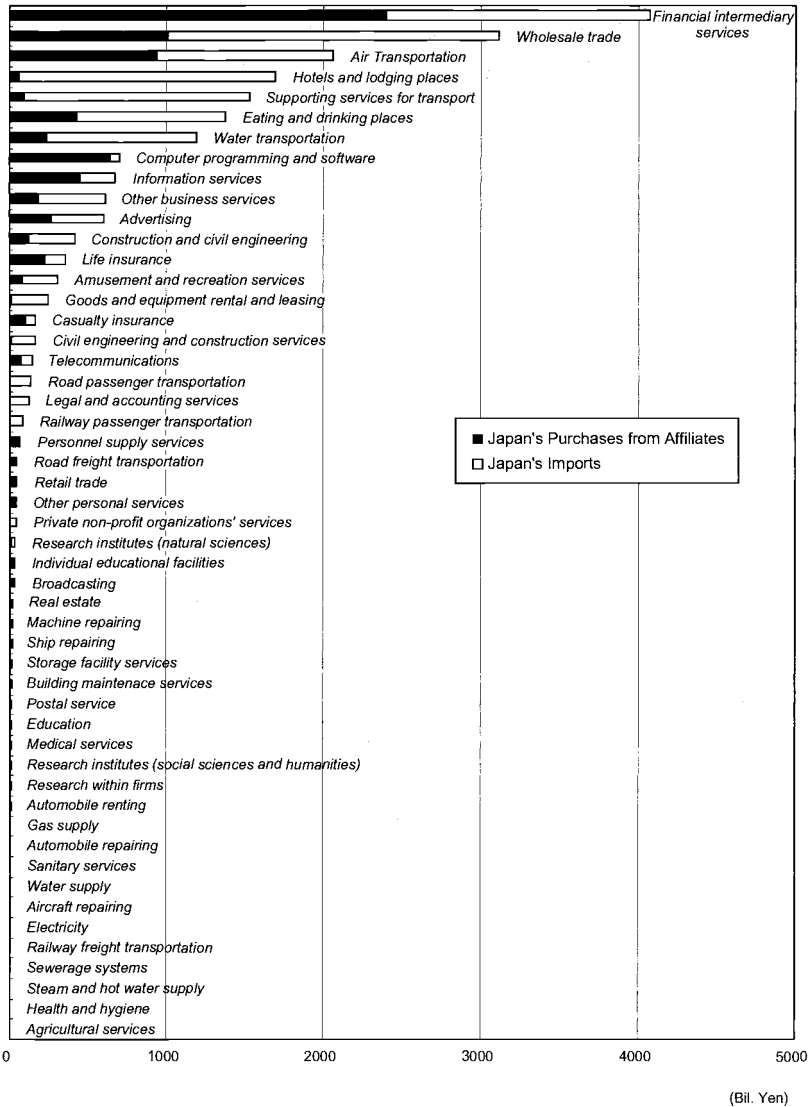 Financial intermediary
services
Wholesale trade
Air Transportation
Hotels and lodging places
Supporting services for transport
Eating and drinking places
Water transportation
Computer programming and software
Information services
Other business services
Advertising
Construction and civil engineering
Life insurance
Amusement and recreation services
Goods and equipment rental and leasing
Casualty insurance
Civil engineering and construction services
Telecommunications
Road passenger transportation
Legal and accounting services
Railway passenger transportation
Personnel supply services
Road freight transportation
Retail trade
Other personal services
Private non-profit organizations' services
Research institutes (natural sciences)
Individual educational facilities
Broadcasting
Real estate
Machine repairing
Ship repairing
Storage facility services
Building maintenace services
Postal service
Education
Medical services
Research institutes (social sciences and humanities)
Research within firms
Automobile renting
Gas supply
Automobile repairing
Sanitary services
Water supply
Aircraft repairing
Electricity
Railway freight transportation
Sewerage systems
Steam and hot water supply
Health and hygiene
Agricultural services
Japan's Purchases from Affiliates
Japan's Imports
0 1000 2000 3000 4000 5000
(Bil. Yen)